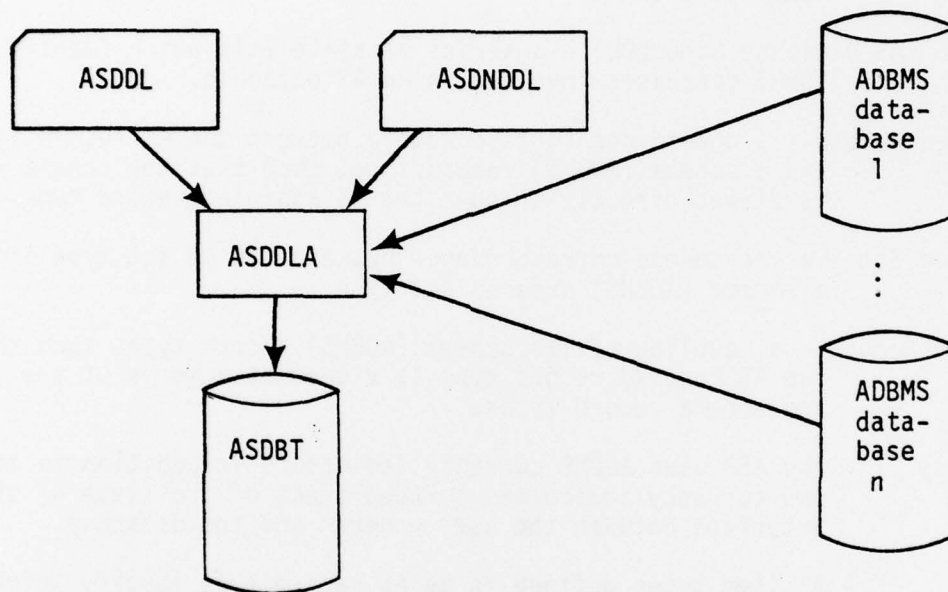 ASDDL
ASDNDDL
ADBMS
data-
base
1
ASDDLA
ADBMS
data-
base
n
ASDBT